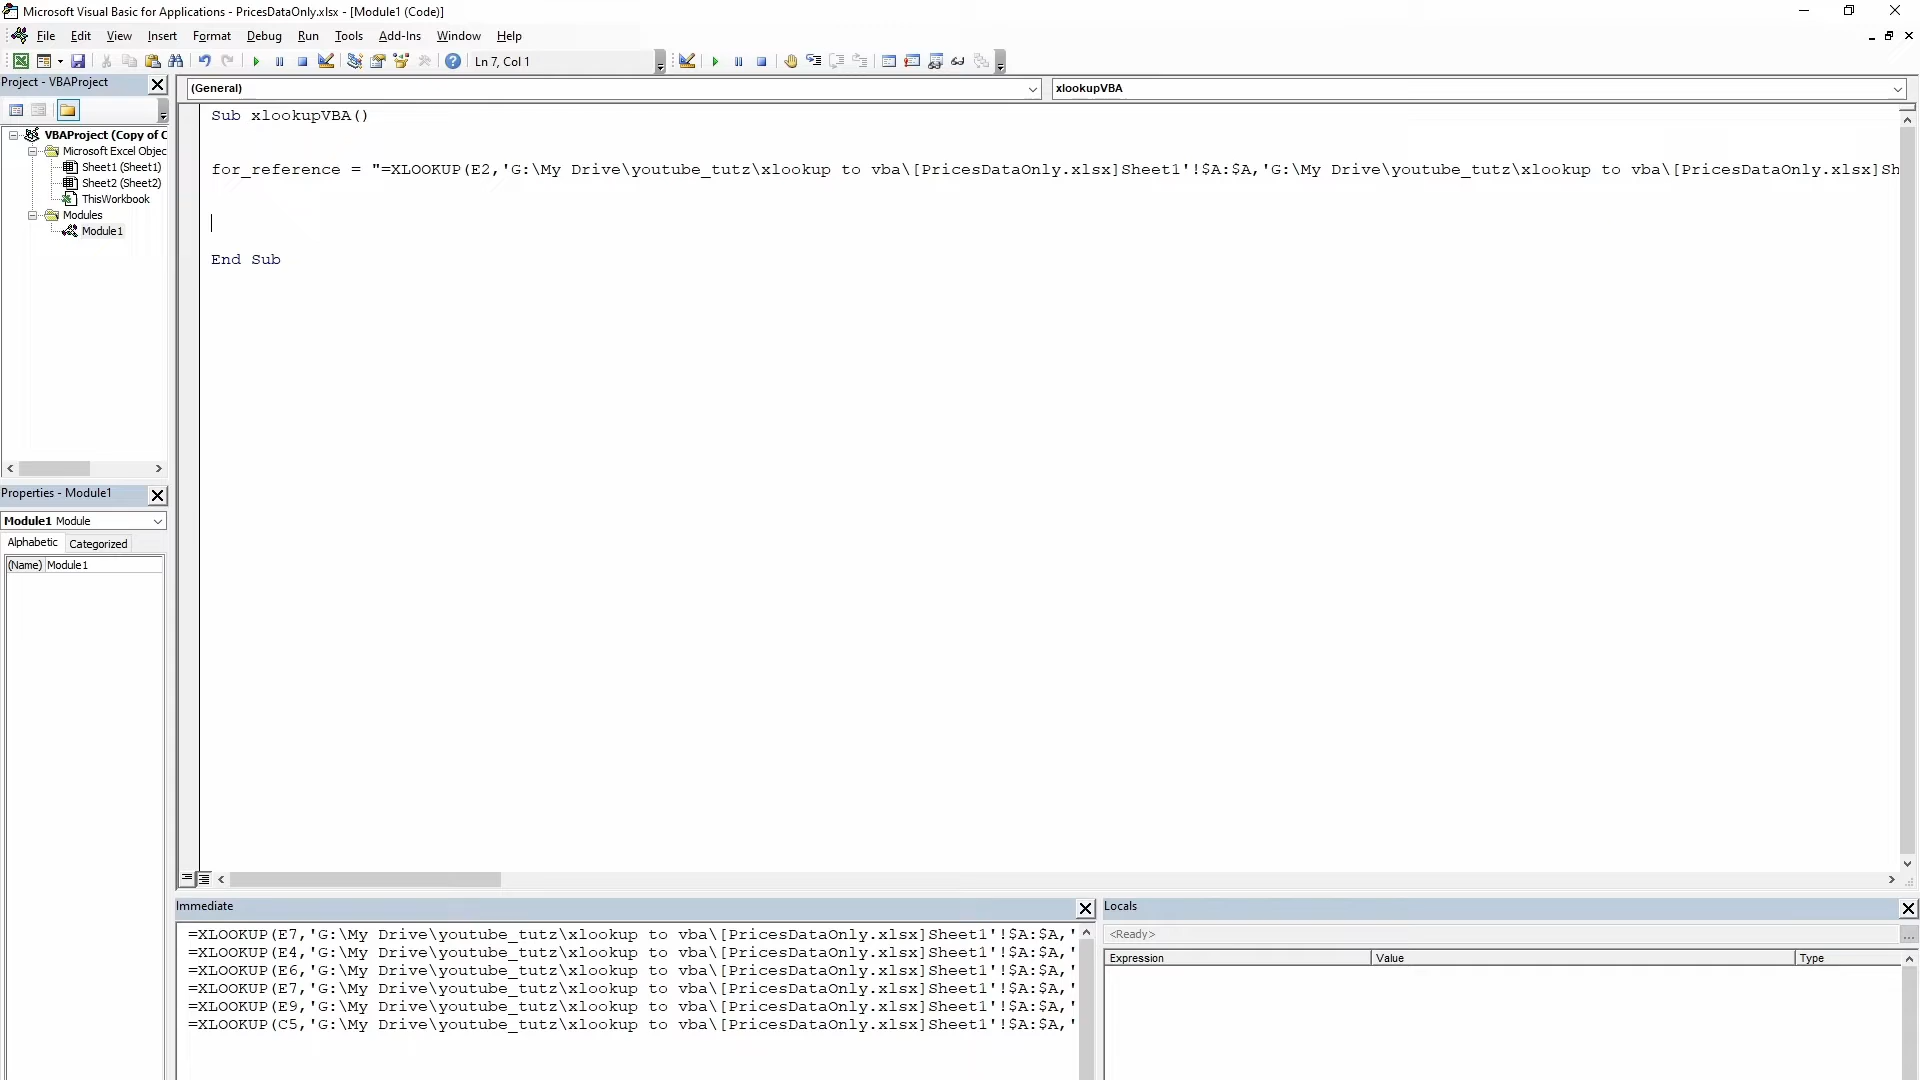 Microsoft Visual Basic for Applications - PricesDataOnly.xlsx - [Module1 (Code)]
File Edit View Insert Format Debug Run Tools Add-Ins Window Help
Ln 7, Col 1
Project - VBAProject
(General)
xlookupVBA
VBAProject (Copy of C
Microsoft Excel Objec
Sheet1 (Sheet1)
Sheet2 (Sheet2)
ThisWorkbook
Modules
Module1
Sub xlookupVBA()
for_reference = "=XLOOKUP(E2,'G:\My Drive\youtube_tutz\xlookup to vba\[PricesDataOnly.xlsx]Sheet1'!$A:$A,'G:\My Drive\youtube_tutz\xlookup to vba\[PricesDataOnly.xlsx]Sh
End Sub
Properties - Module1
Module1 Module
Alphabetic Categorized
(Name) Module1
Immediate
=XLOOKUP(E7,'G:\My Drive\youtube_tutz\xlookup to vba\[PricesDataOnly.xlsx]Sheet1'!$A:$A,'
=XLOOKUP(E4,'G:\My Drive\youtube_tutz\xlookup to vba\[PricesDataOnly.xlsx]Sheet1'!$A:$A,'
=XLOOKUP(E6,'G:\My Drive\youtube_tutz\xlookup to vba\[PricesDataOnly.xlsx]Sheet1'!$A:$A,'
=XLOOKUP(E7,'G:\My Drive\youtube_tutz\xlookup to vba\[PricesDataOnly.xlsx]Sheet1'!$A:$A,'
=XLOOKUP(E9,'G:\My Drive\youtube_tutz\xlookup to vba\[PricesDataOnly.xlsx]Sheet1'!$A:$A,'
=XLOOKUP(C5,'G:\My Drive\youtube_tutz\xlookup to vba\[PricesDataOnly.xlsx]Sheet1'!$A:$A,'
Locals
<Ready>
Expression Value Type